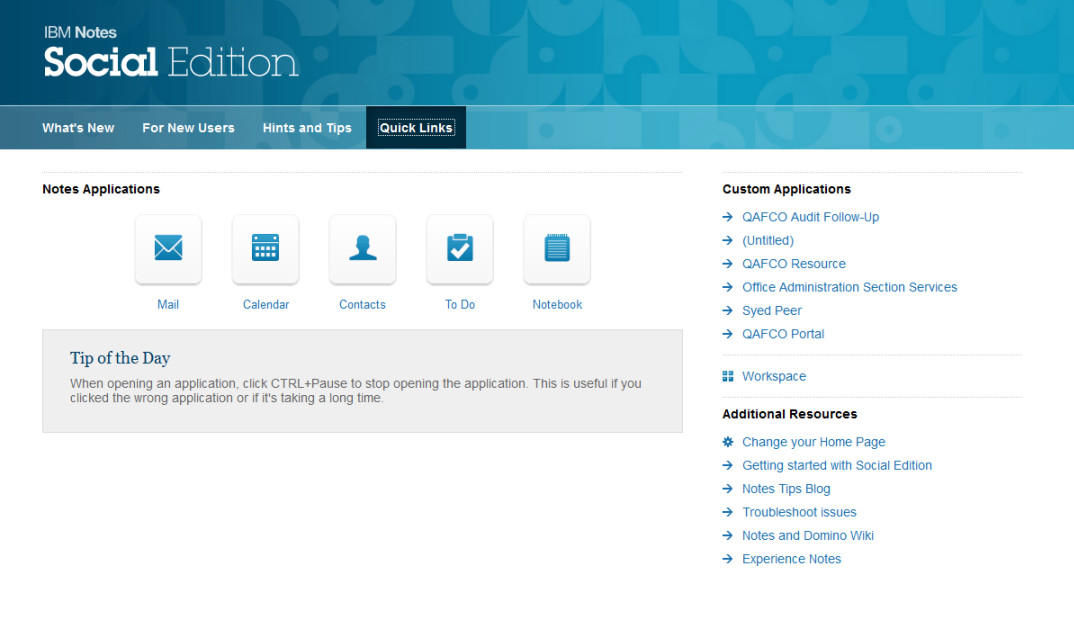 IBM Notes
Social Edition
What's New
For New Users
Hints and Tips
Quick Links
Notes Applications
Mail
Calendar
Contacts
To Do
Notebook
Tip of the Day
When opening an application, click CTRL+Pause to stop opening the application. This is useful if you
clicked the wrong application or if it's taking a long time.
Custom Applications
QAFCO Audit Follow-Up
(Untitled)
QAFCO Resource
Office Administration Section Services
Syed Peer
QAFCO Portal
Workspace
Additional Resources
Change your Home Page
Getting started with Social Edition
Notes Tips Blog
Troubleshoot issues
Notes and Domino Wiki
Experience Notes